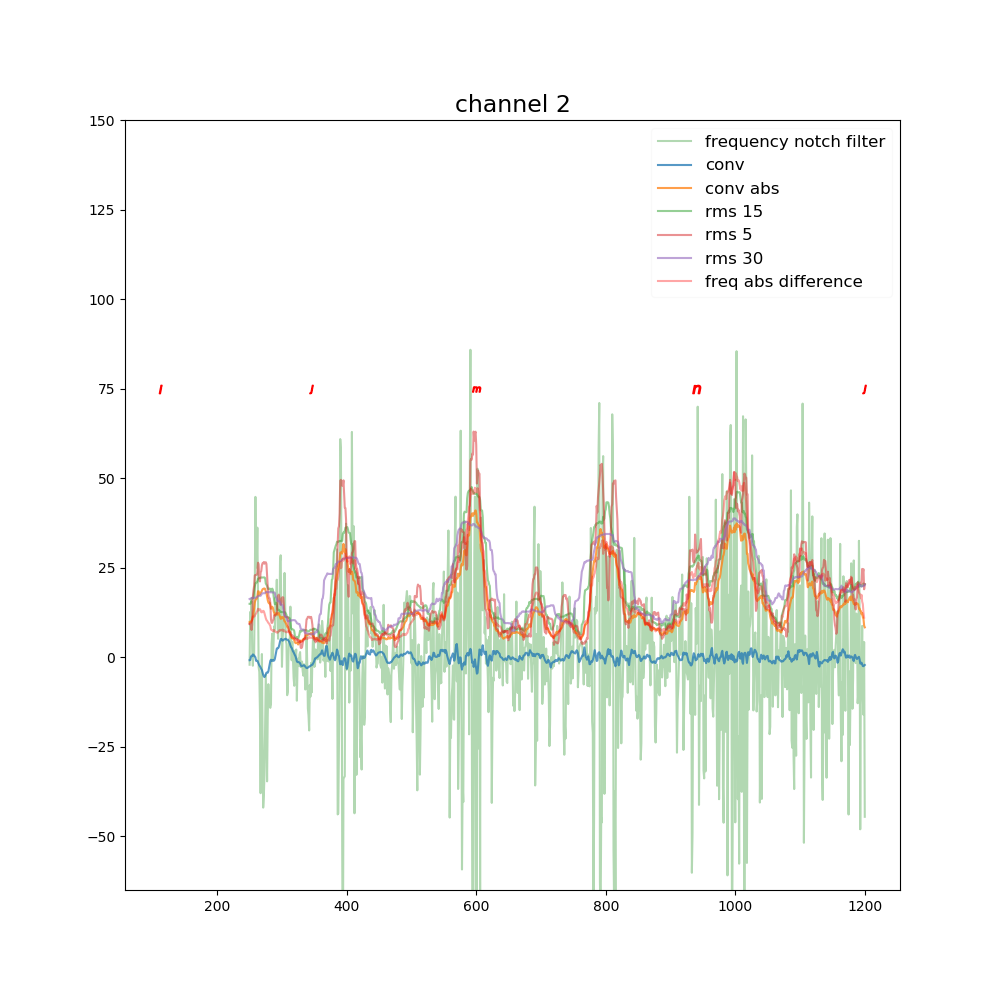 channel 2
150
125
100
75
50
25
0
−25
−50
200 400 600 800 1000 1200
frequency notch filter
conv
conv abs
rms 15
rms 5
rms 30
freq abs difference
I J m n J